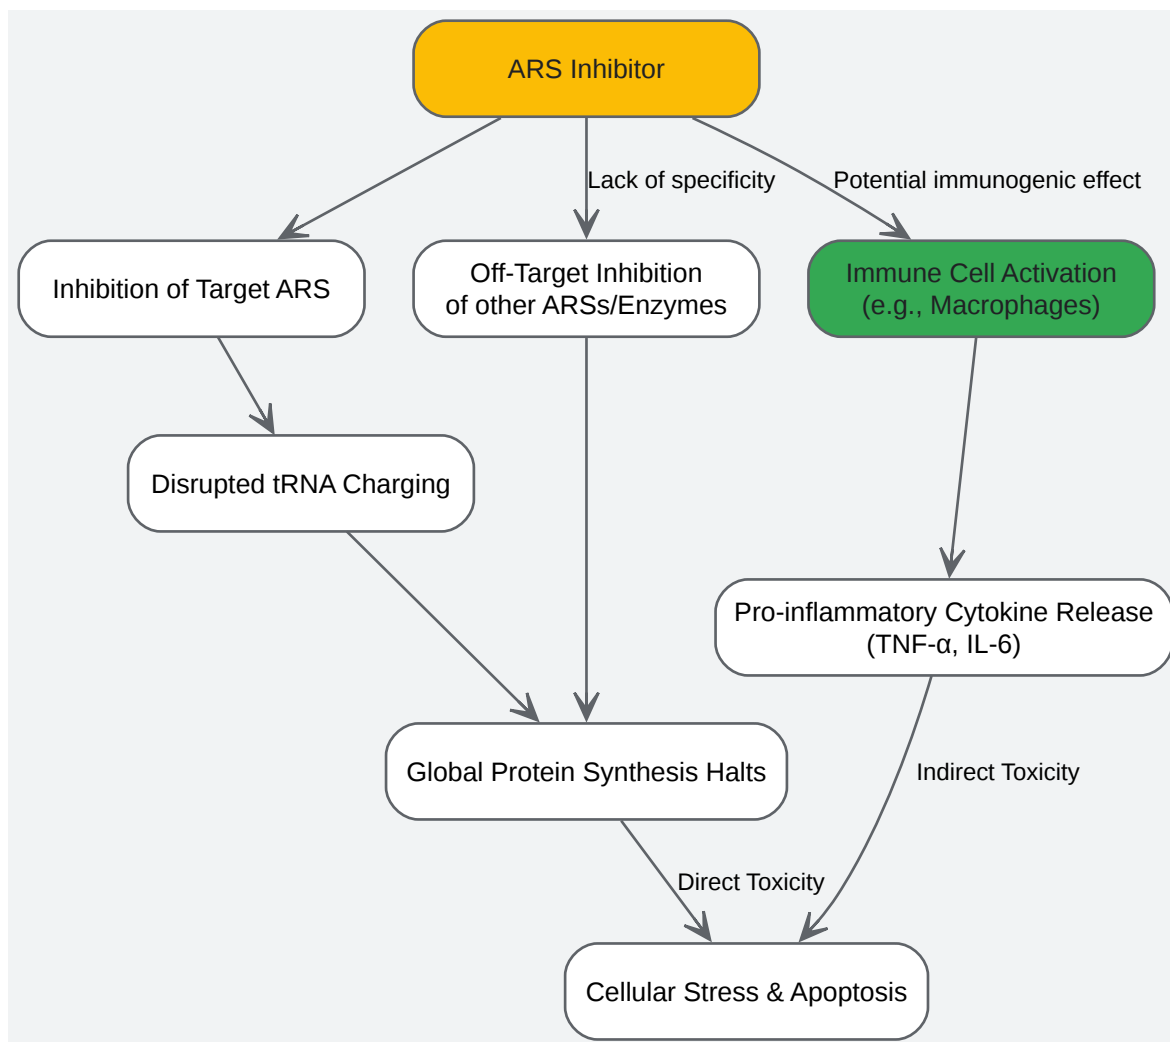 ARS Inhibitor
Lack of specificity
Potential immunogenic effect
Inhibition of Target ARS
Off-Target Inhibition
of other ARSs/Enzymes
Immune Cell Activation
(e.g., Macrophages)
Disrupted tRNA Charging
Pro-inflammatory Cytokine Release
(TNF-α, IL-6)
Global Protein Synthesis Halts
Indirect Toxicity
Direct Toxicity
Cellular Stress & Apoptosis